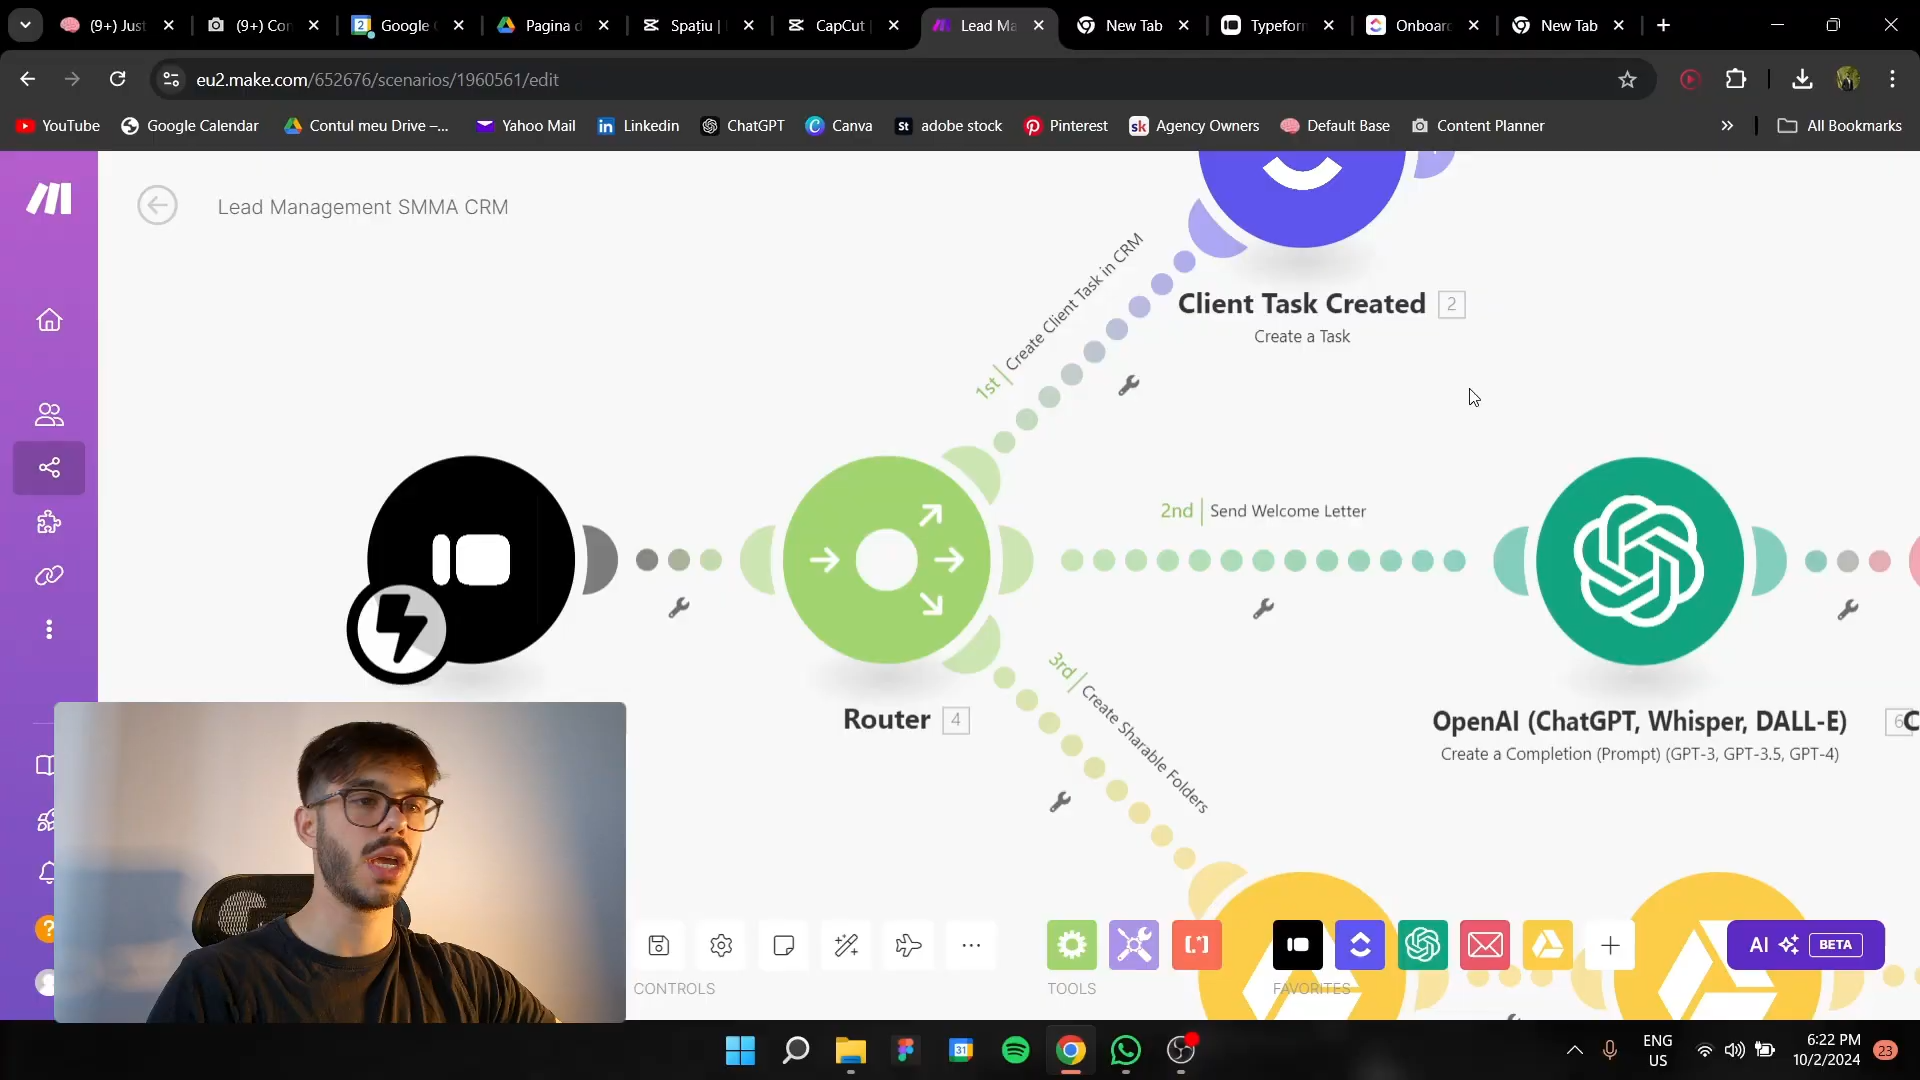 (9+) Just
(9+) Con
Google C
Pagina d
Spațiu |
CapCut |
Lead Ma
New Tab
Typeform
Onboard
New Tab
eu2.make.com/652676/scenarios/1960561/edit
YouTube
Google Calendar
Contul meu Drive –...
Yahoo Mail
Linkedin
ChatGPT
Canva
adobe stock
Pinterest
Agency Owners
Default Base
Content Planner
All Bookmarks
Lead Management SMMA CRM
1st | Create Client Task in CRM
Client Task Created 2
Create a Task
2nd | Send Welcome Letter
3rd | Create Sharable Folders
Router 4
OpenAI (ChatGPT, Whisper, DALL-E) 6
Create a Completion (Prompt) (GPT-3, GPT-3.5, GPT-4)
AI BETA
CONTROLS
TOOLS
FAVORITES
ENG
US
6:22 PM
10/2/2024
23